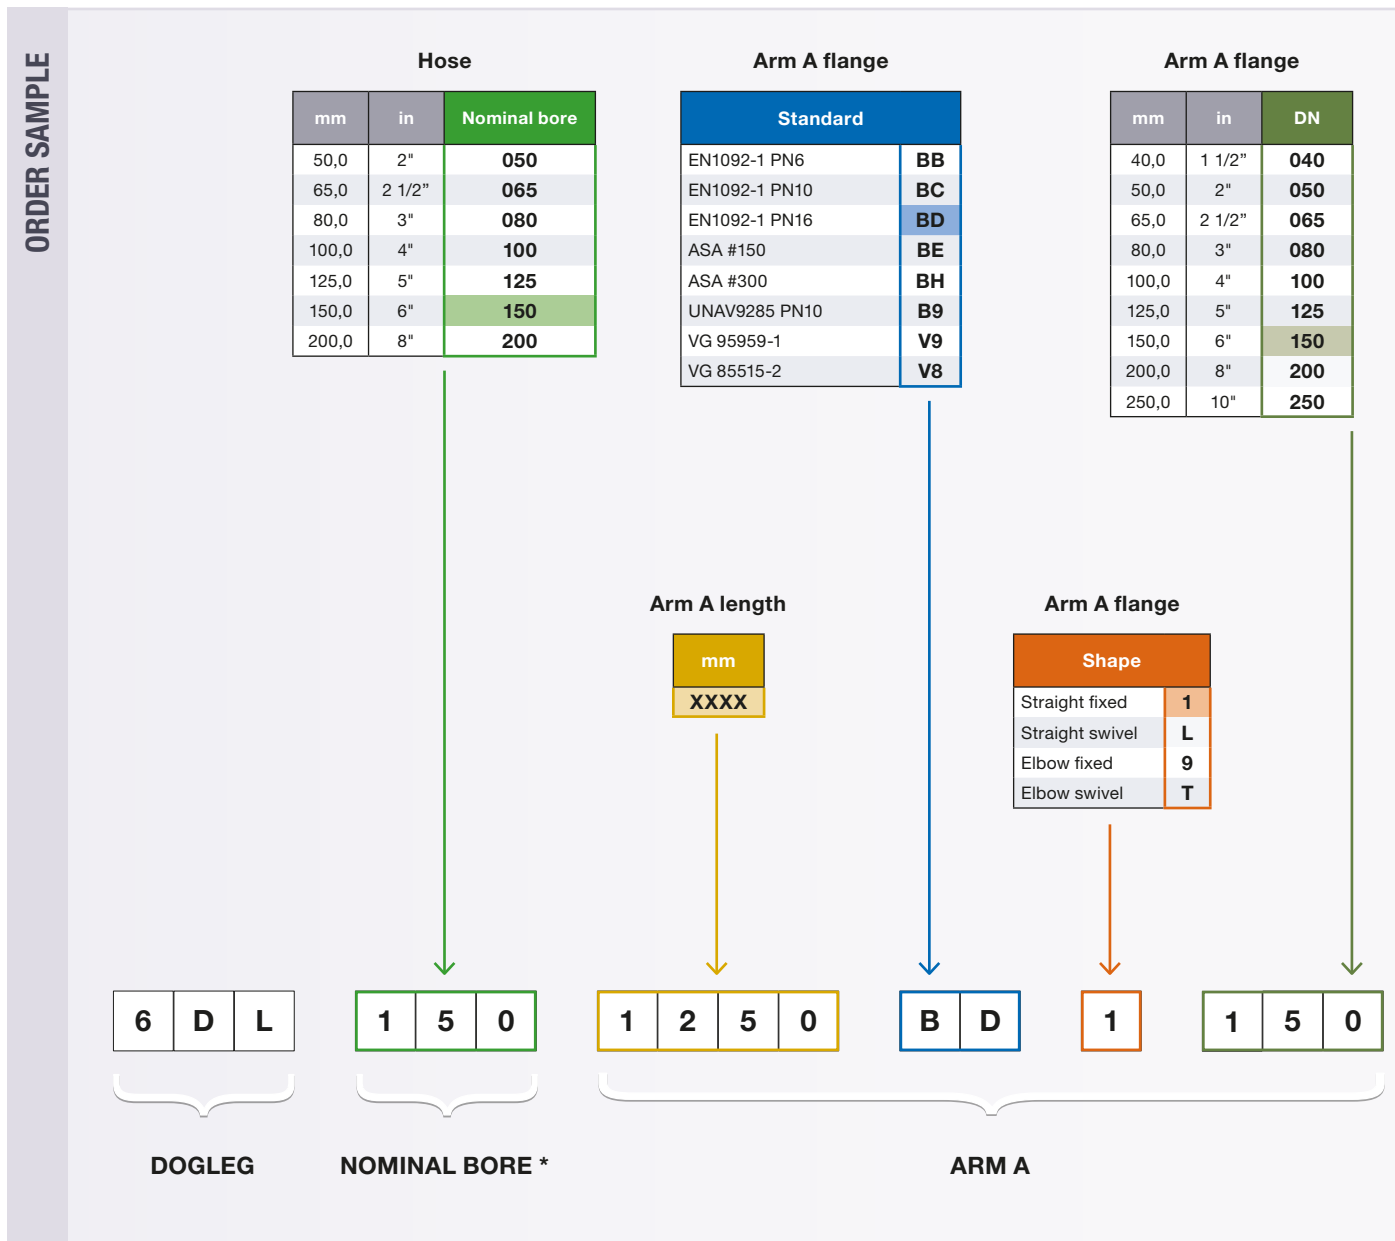 ORDER SAMPLE
Hose
mm in Nominal bore
50,0 2" 050
65,0 2 1/2” 065
80,0 3" 080
100,0 4" 100
125,0 5" 125
150,0 6" 150
200,0 8" 200
Arm A flange
Standard
EN1092-1 PN6 BB
EN1092-1 PN10 BC
EN1092-1 PN16 BD
ASA #150 BE
ASA #300 BH
UNAV9285 PN10 B9
VG 95959-1 V9
VG 85515-2 V8
Arm A flange
mm in DN
40,0 1 1/2” 040
50,0 2" 050
65,0 2 1/2” 065
80,0 3" 080
100,0 4" 100
125,0 5" 125
150,0 6" 150
200,0 8" 200
250,0 10" 250
Arm A length
mm
XXXX
Arm A flange
Shape
Straight fixed 1
Straight swivel L
Elbow fixed 9
Elbow swivel T
6 D L 1 5 0 1 2 5 0 B D 1 1 5 0
DOGLEG NOMINAL BORE * ARM A